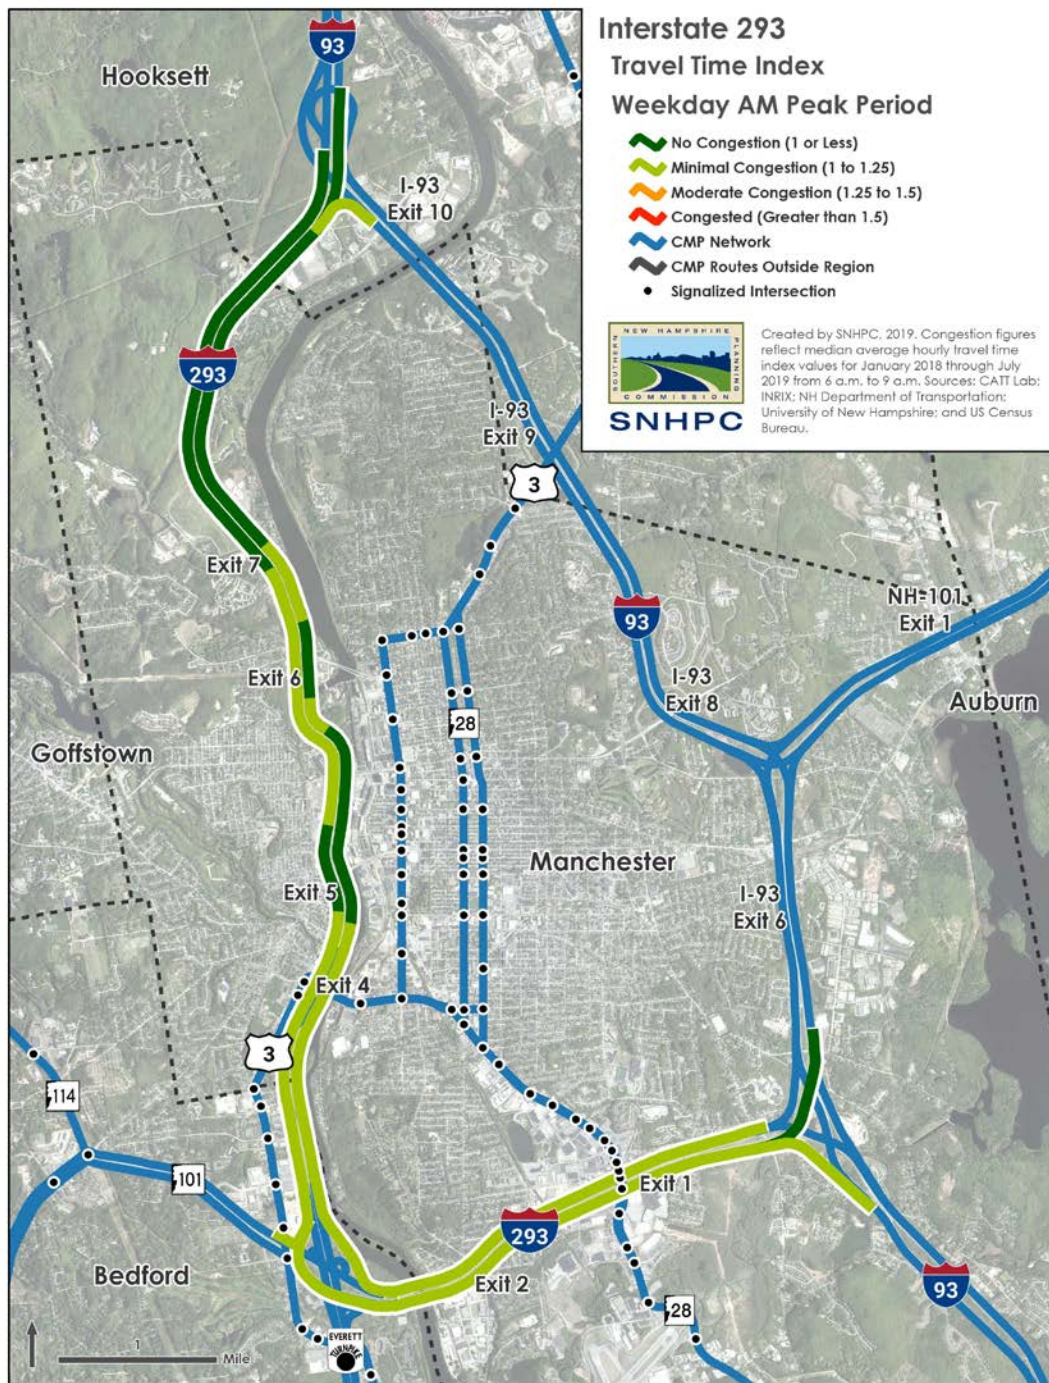 Interstate 293
Travel Time Index
Weekday AM Peak Period
No Congestion (1 or Less)
Minimal Congestion (1 to 1.25)
Moderate Congestion (1.25 to 1.5)
Congested (Greater than 1.5)
CMP Network
CMP Routes Outside Region
Signalized Intersection
SOUTHERN NEW HAMPSHIRE PLANNING COMMISSION
SNHPC
Created by SNHPC, 2019. Congestion figures
reflect median average hourly travel time
index values for January 2018 through July
2019 from 6 a.m. to 9 a.m. Sources: CATT Lab;
INRIX; NH Department of Transportation;
University of New Hampshire; and US Census
Bureau.
93
Hooksett
I-93
Exit 10
293
I-93
Exit 9
3
Exit 7
93
NH-101
Exit 1
Exit 6
I-93
Exit 8
Auburn
28
Goffstown
Manchester
Exit 5
I-93
Exit 6
Exit 4
3
114
101
Exit 1
293
Bedford
Exit 2
93
28
EVERETT
TURNPIKE
1
Mile